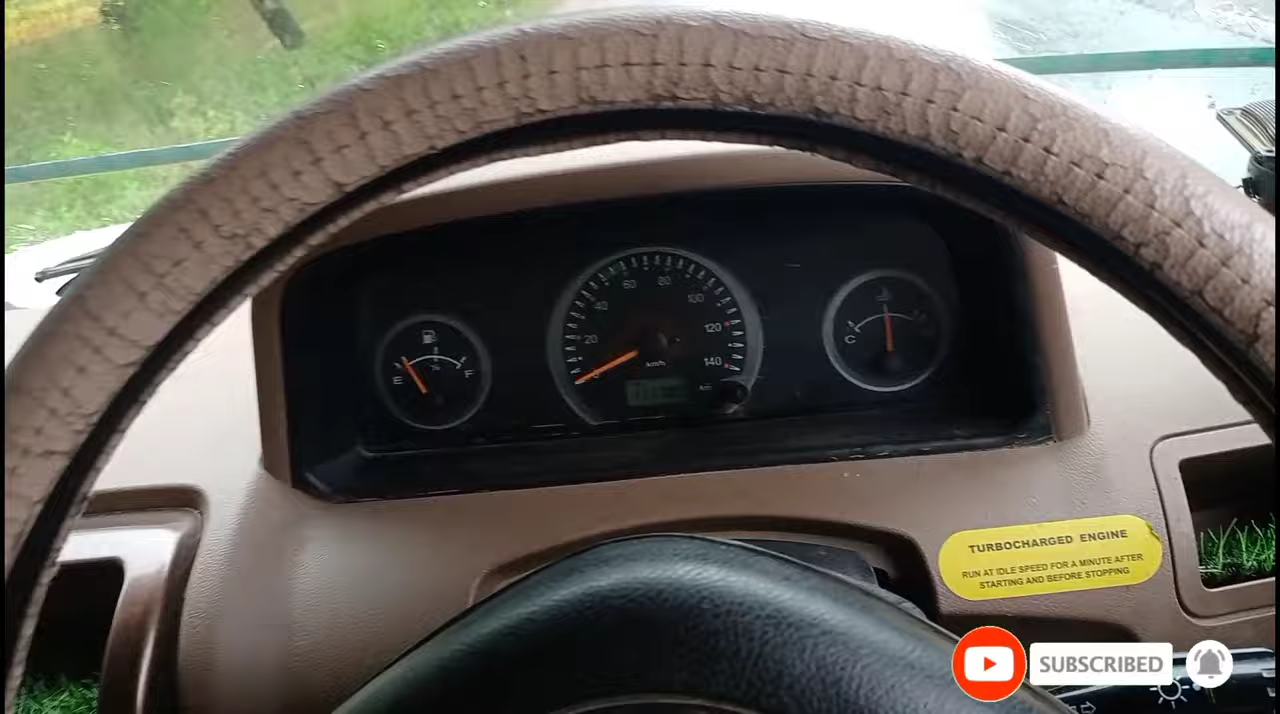 20
40
60
80
100
120
140
km/h
km
E
F
C
TURBOCHARGED ENGINE
RUN AT IDLE SPEED FOR A MINUTE AFTER
STARTING AND BEFORE STOPPING
SUBSCRIBED